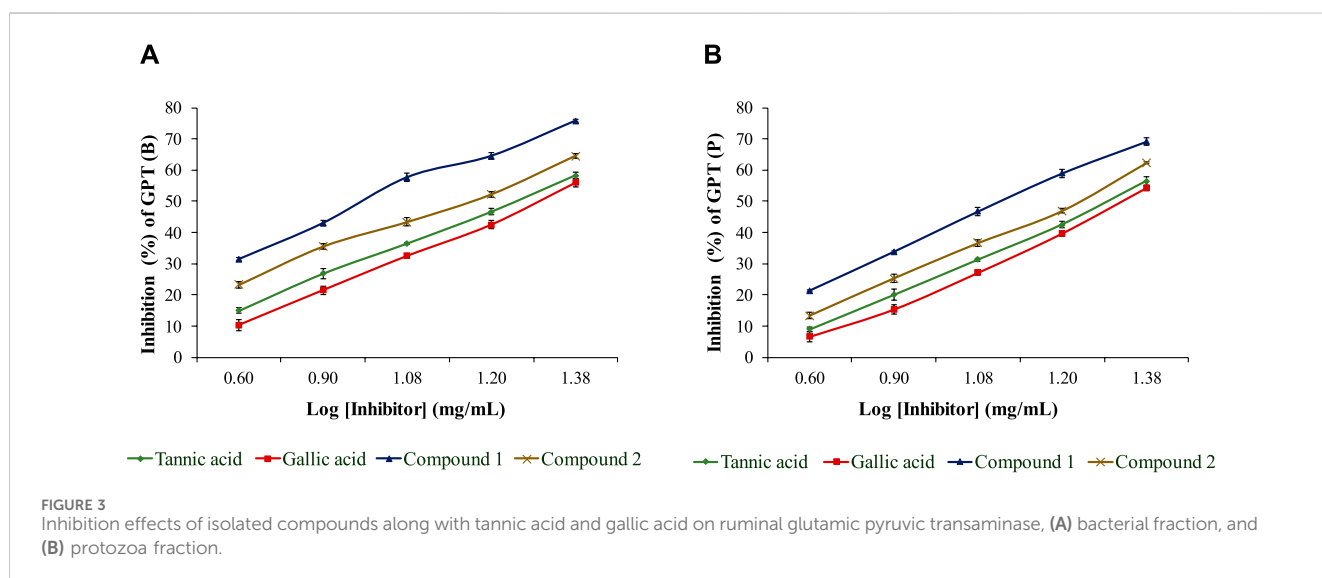 A
B
Inhibition (%) of GPT (B)
80
70
60
50
40
30
20
10
0
0.60 0.90 1.08 1.20 1.38
Log [Inhibitor] (mg/mL)
Tannic acid Gallic acid Compound 1 Compound 2
Inhibition (%) of GPT (P)
80
70
60
50
40
30
20
10
0
0.60 0.90 1.08 1.20 1.38
Log [Inhibitor] (mg/mL)
Tannic acid Gallic acid Compound 1 Compound 2
FIGURE 3
Inhibition effects of isolated compounds along with tannic acid and gallic acid on ruminal glutamic pyruvic transaminase, (A) bacterial fraction, and
(B) protozoa fraction.